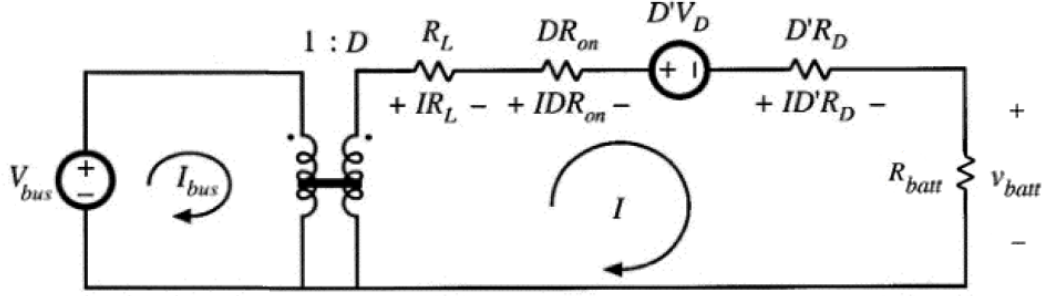 1 : D
R_L
DR_on
D'V_D
D'R_D
+ −
+ IR_L − + IDR_on − + ID'R_D −
V_bus
+
−
I_bus
I
R_batt
+
v_batt
−